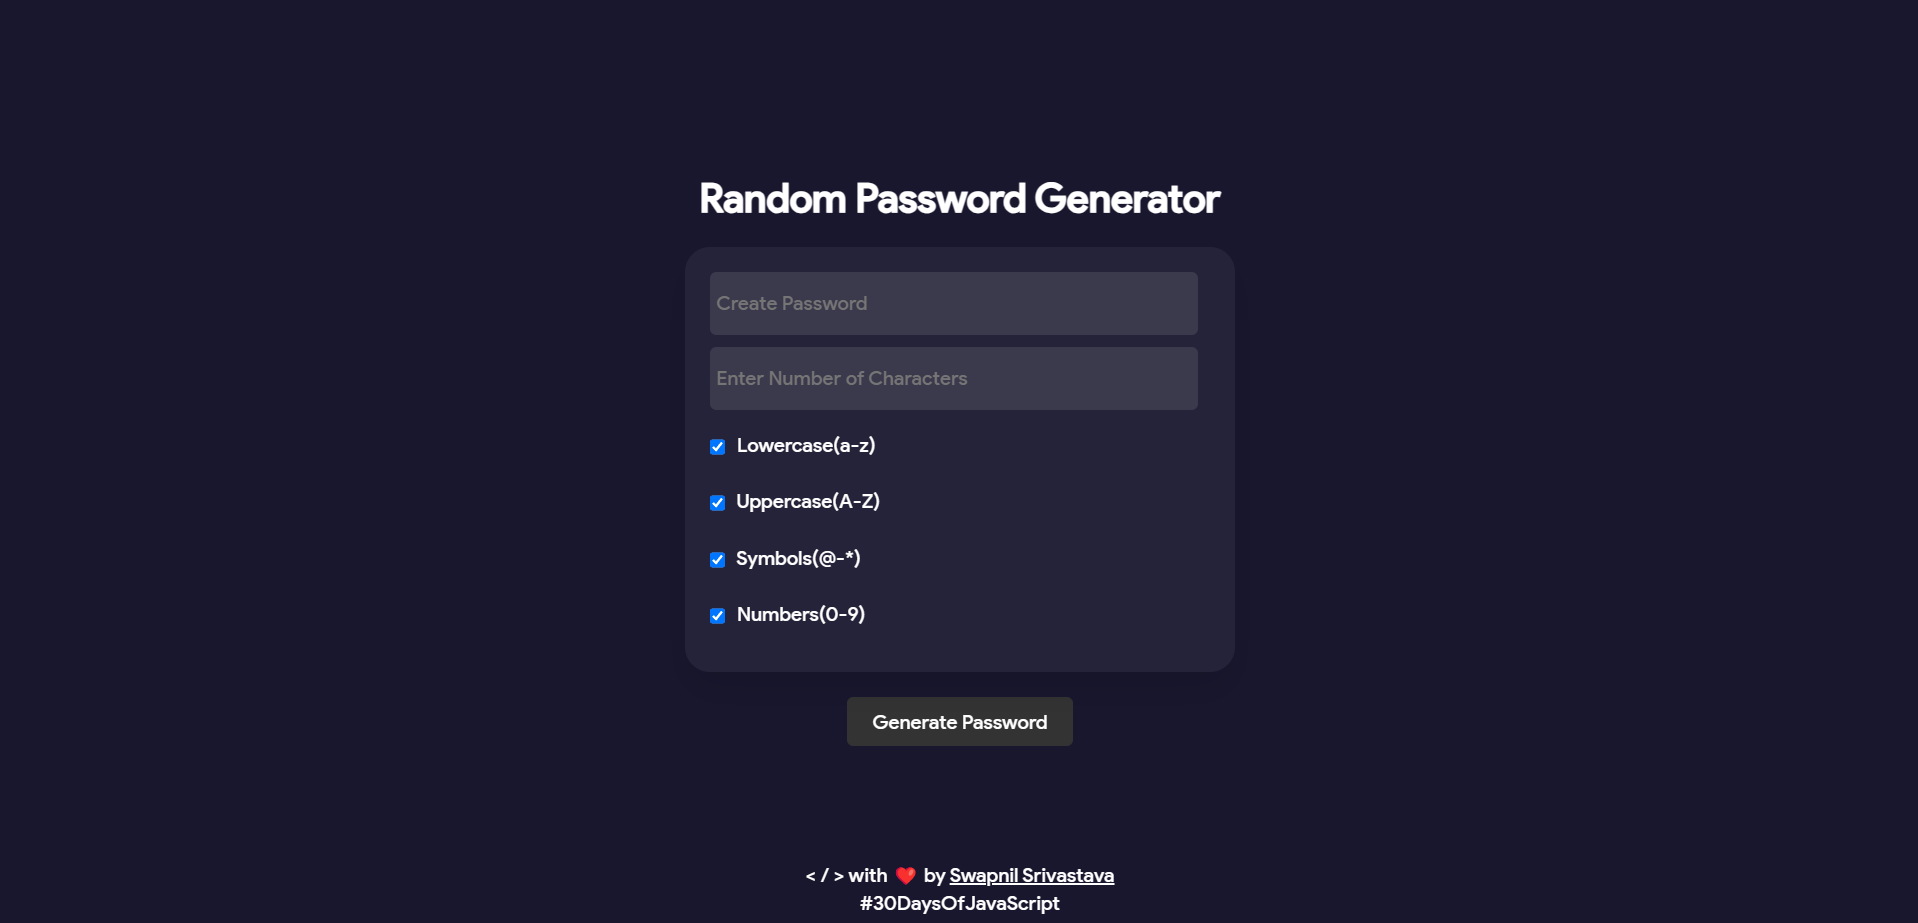 Random Password Generator
Create Password
Enter Number of Characters
Lowercase(a-z)
Uppercase(A-Z)
Symbols(@-*)
Numbers(0-9)
Generate Password
< / > with ❤️ by Swapnil Srivastava
#30DaysOfJavaScript